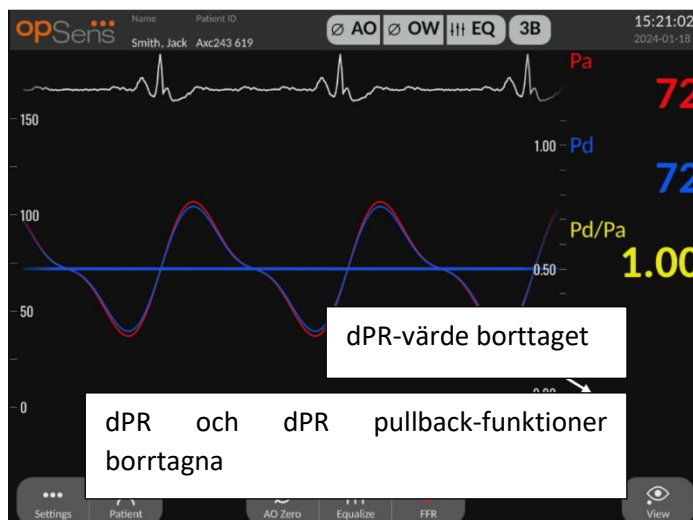 opSens
Name Patient ID
Smith, Jack Axc243 619
Ø AO Ø OW EQ 3B
15:21:02
2024-01-18
Pa
72
150
1.00
Pd
72
100
Pd/Pa
0.50
1.00
50
dPR-värde borttaget
0
dPR och dPR pullback-funktioner
borrtagna
Settings Patient AO Zero Equalize FFR View